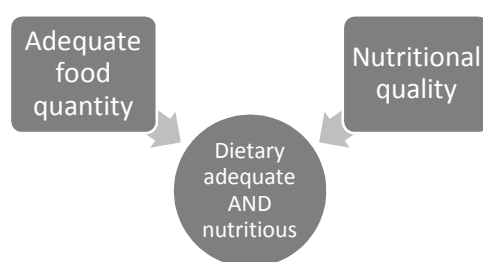 Adequate
food
quantity
Nutritional
quality
Dietary
adequate
AND
nutritious